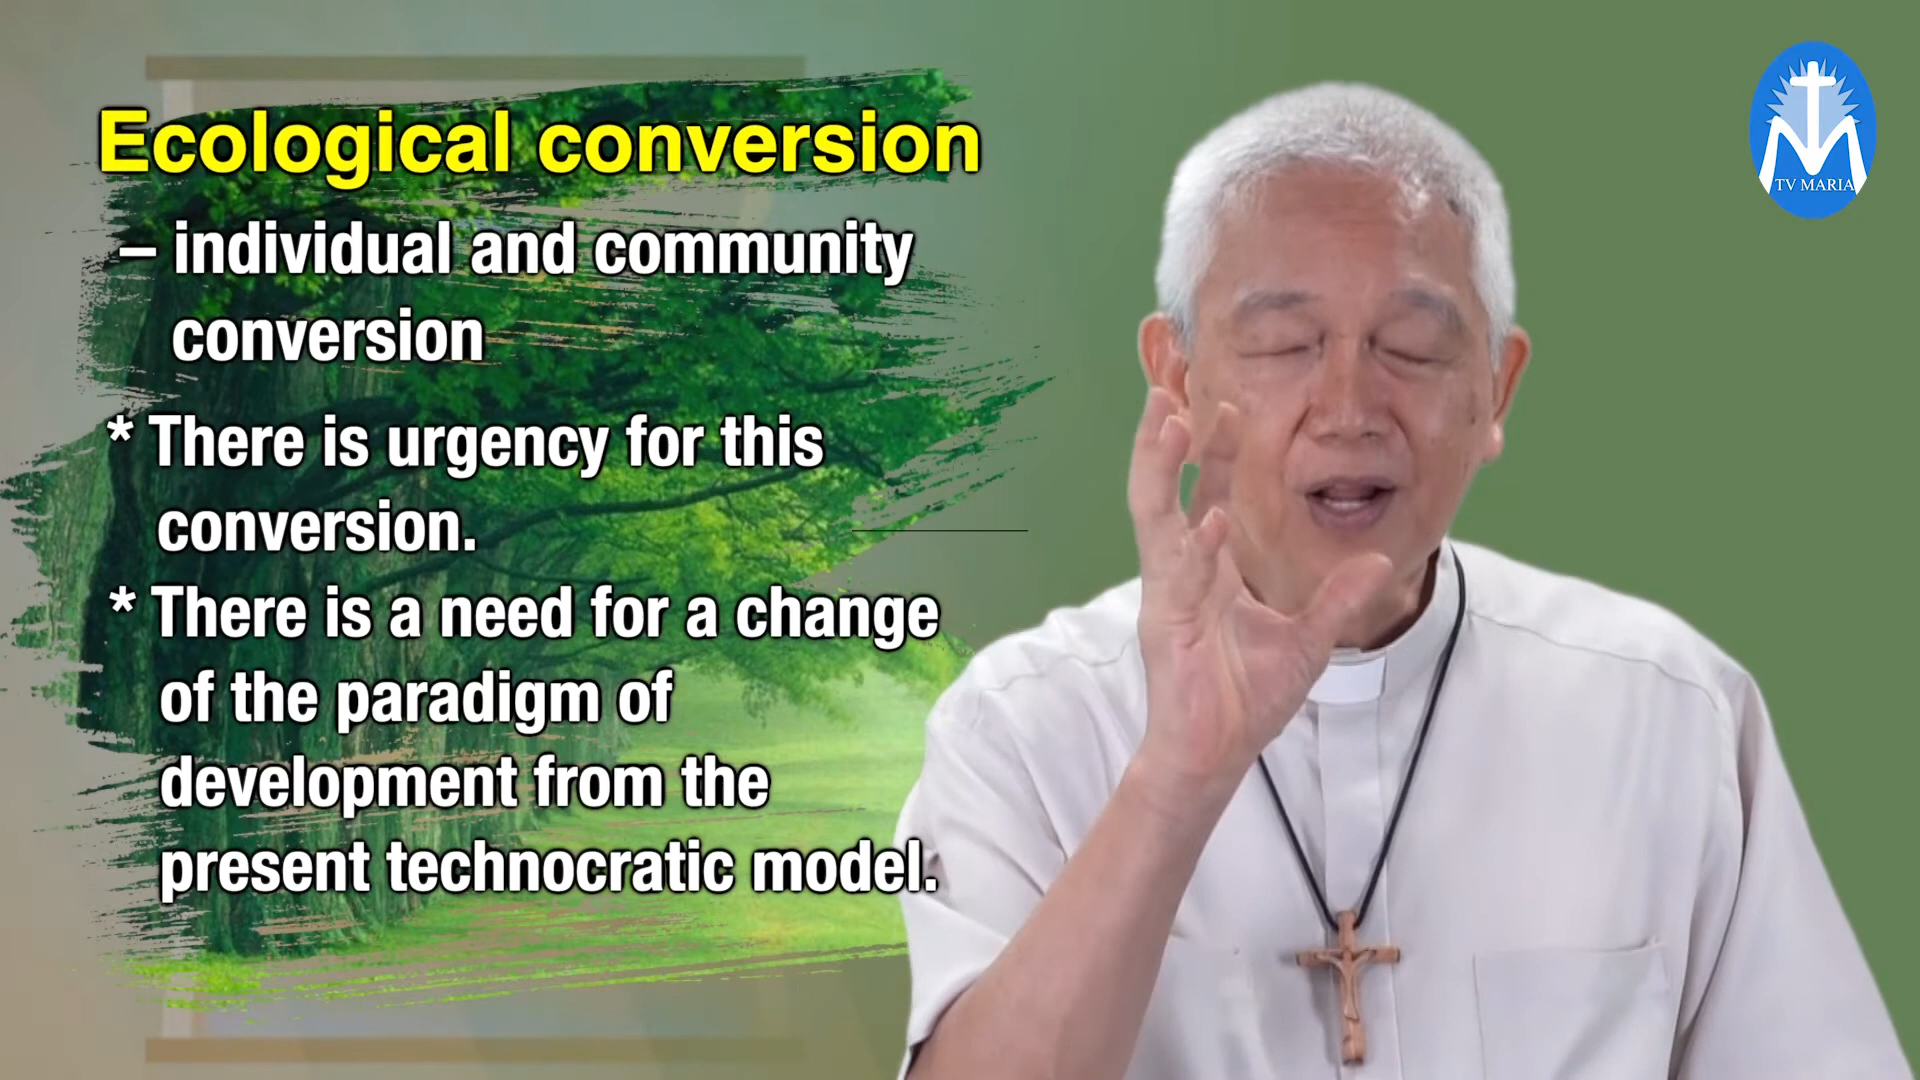 Ecological conversion
– individual and community
conversion
* There is urgency for this
conversion.
* There is a need for a change
of the paradigm of
development from the
present technocratic model.
TV MARIA